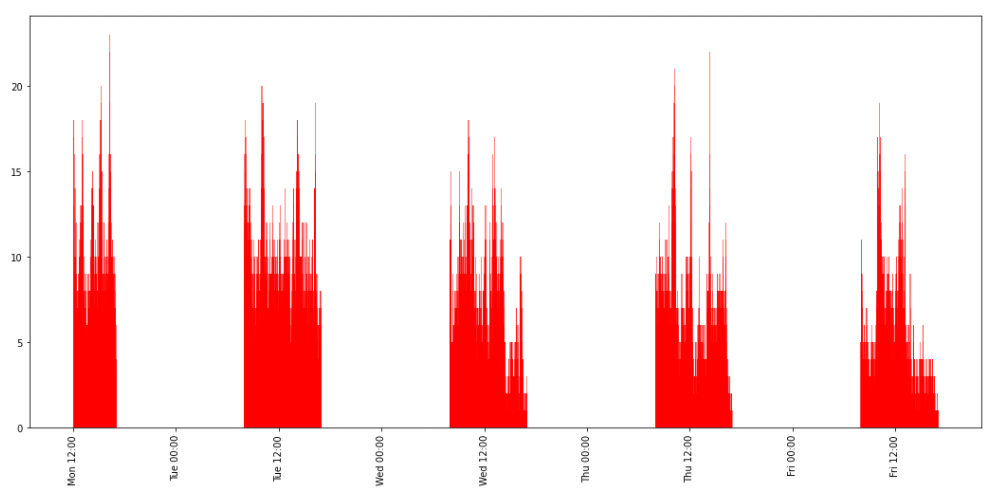 20
15
10
5
0
Mon 12:00
Tue 00:00
Tue 12:00
Wed 00:00
Wed 12:00
Thu 00:00
Thu 12:00
Fri 00:00
Fri 12:00